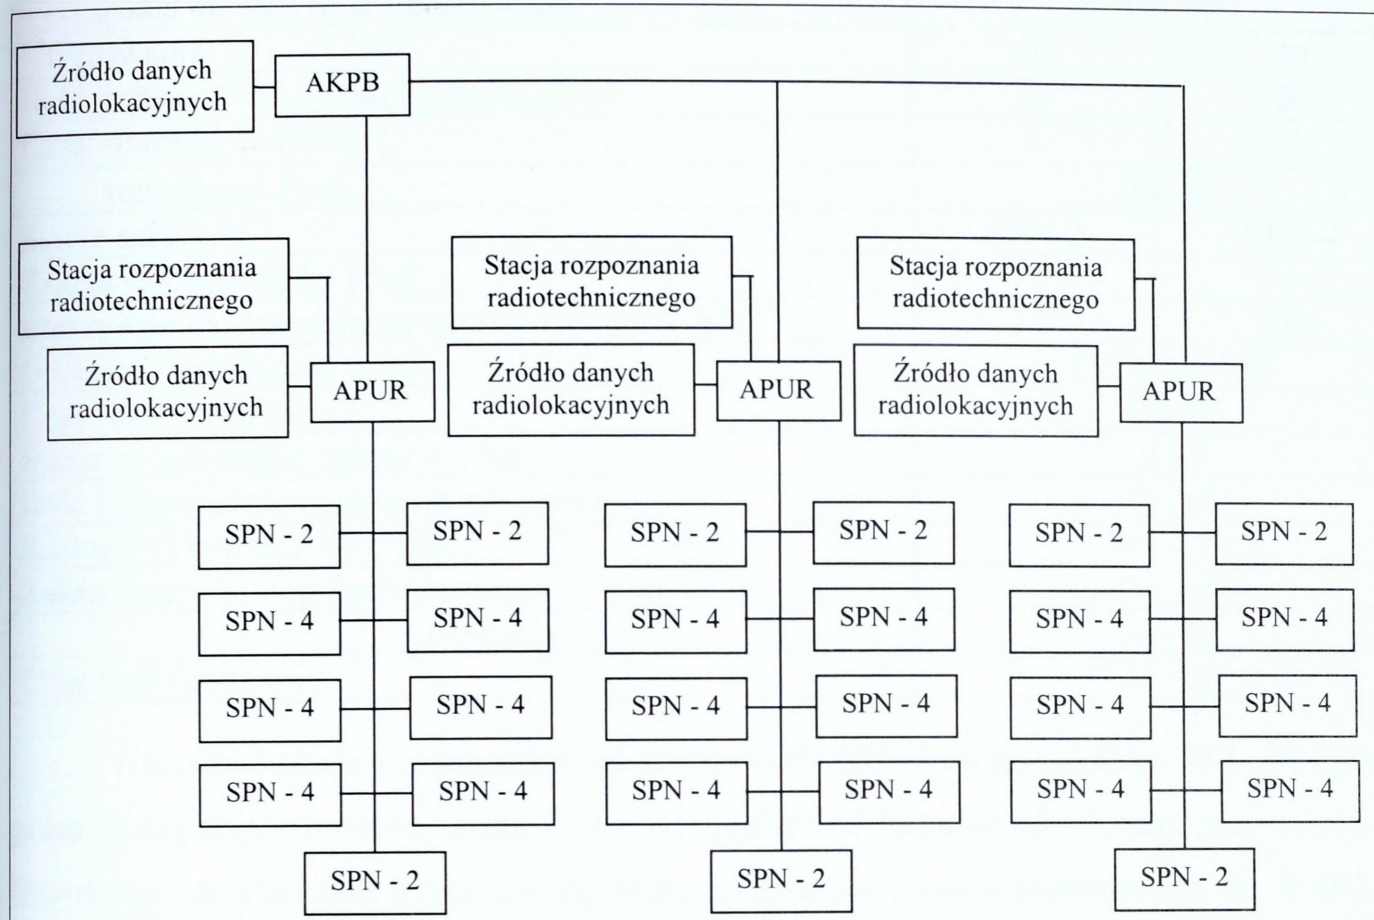 Źródło danych
radiolokacyjnych
AKPB
Stacja rozpoznania
radiotechnicznego
Stacja rozpoznania
radiotechnicznego
Stacja rozpoznania
radiotechnicznego
Źródło danych
radiolokacyjnych
APUR
Źródło danych
radiolokacyjnych
APUR
Źródło danych
radiolokacyjnych
APUR
SPN - 2 SPN - 2 SPN - 2 SPN - 2 SPN - 2 SPN - 2
SPN - 4 SPN - 4 SPN - 4 SPN - 4 SPN - 4 SPN - 4
SPN - 4 SPN - 4 SPN - 4 SPN - 4 SPN - 4 SPN - 4
SPN - 4 SPN - 4 SPN - 4 SPN - 4 SPN - 4 SPN - 4
SPN - 2 SPN - 2 SPN - 2